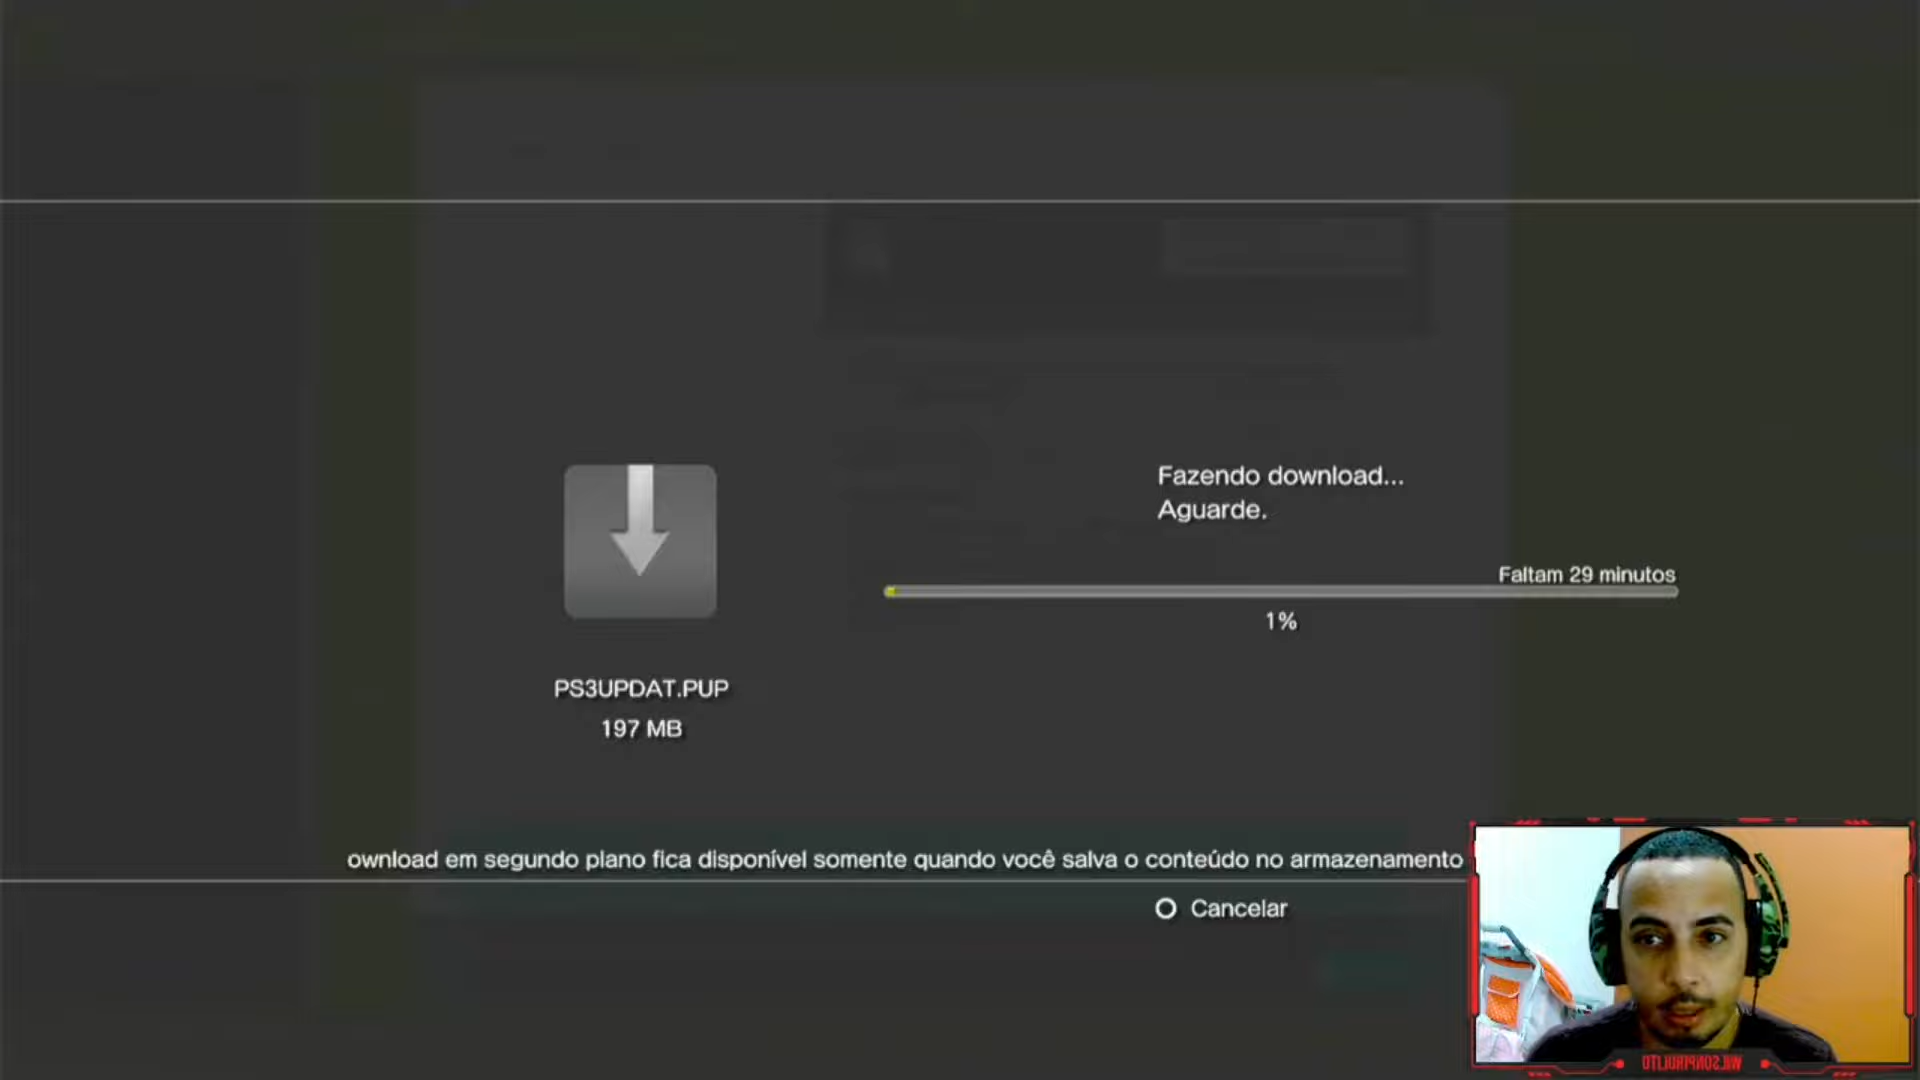 Fazendo download...
Aguarde.
Faltam 29 minutos
1%
PS3UPDAT.PUP
197 MB
ownload em segundo plano fica disponível somente quando você salva o conteúdo no armazenamento
Cancelar
WILSONPIRULITO